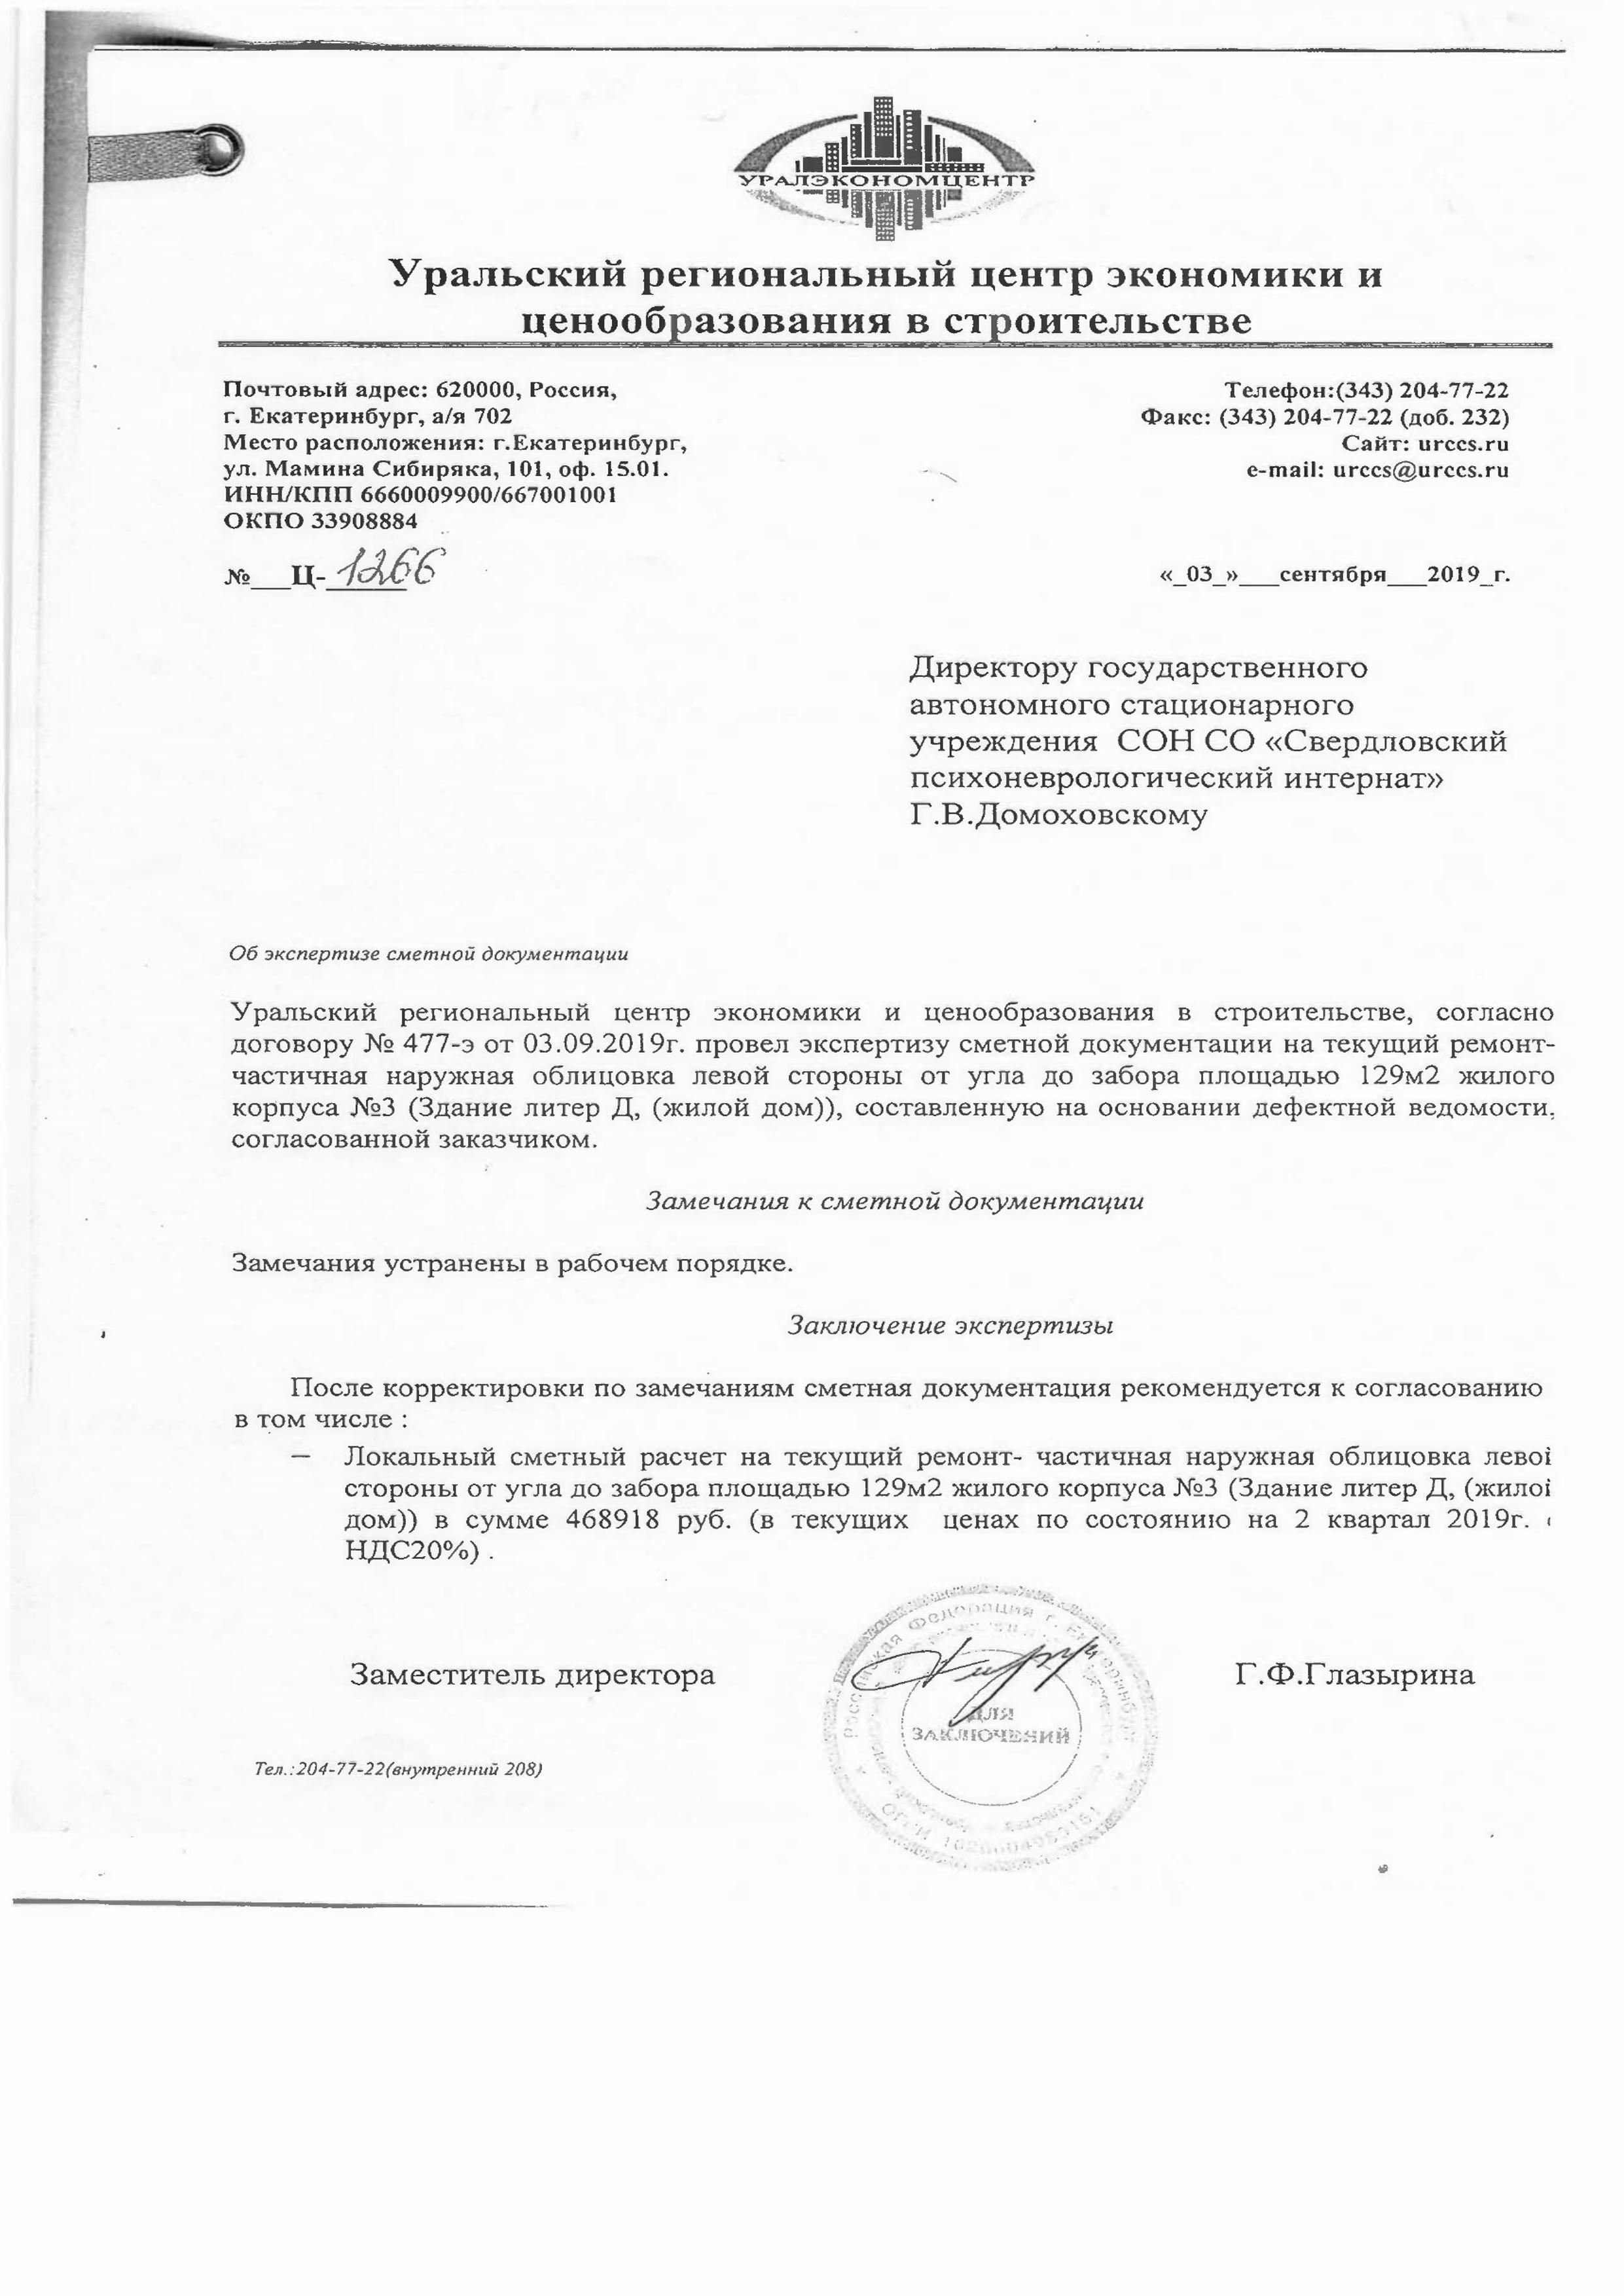 УРАЛЭКОНОМЦЕНТР
Уральский региональный центр экономики и
ценообразования в строительстве
Почтовый адрес: 620000, Россия,
г. Екатеринбург, а/я 702
Место расположения: г.Екатеринбург,
ул. Мамина Сибиряка, 101, оф. 15.01.
ИНН/КПП 6660009900/667001001
ОКПО 33908884
Телефон:(343) 204-77-22
Факс: (343) 204-77-22 (доб. 232)
Сайт: urccs.ru
e-mail: urccs@urccs.ru
№___Ц-1266
«_03_»___сентября___2019_г.
Директору государственного
автономного стационарного
учреждения СОН СО «Свердловский
психоневрологический интернат»
Г.В.Домоховскому
Об экспертизе сметной документации
Уральский региональный центр экономики и ценообразования в строительстве, согласно
договору № 477-э от 03.09.2019г. провел экспертизу сметной документации на текущий ремонт-
частичная наружная облицовка левой стороны от угла до забора площадью 129м2 жилого
корпуса №3 (Здание литер Д, (жилой дом)), составленную на основании дефектной ведомости,
согласованной заказчиком.
Замечания к сметной документации
Замечания устранены в рабочем порядке.
Заключение экспертизы
После корректировки по замечаниям сметная документация рекомендуется к согласованию
в том числе :
— Локальный сметный расчет на текущий ремонт- частичная наружная облицовка левой
стороны от угла до забора площадью 129м2 жилого корпуса №3 (Здание литер Д, (жилой
дом)) в сумме 468918 руб. (в текущих ценах по состоянию на 2 квартал 2019г.
НДС20%) .
Заместитель директора
Г.Ф.Глазырина
Российская Федерация г.
ДЛЯ
ЗАКЛЮЧЕНИЙ
ОГРН
Тел.:204-77-22(внутренний 208)